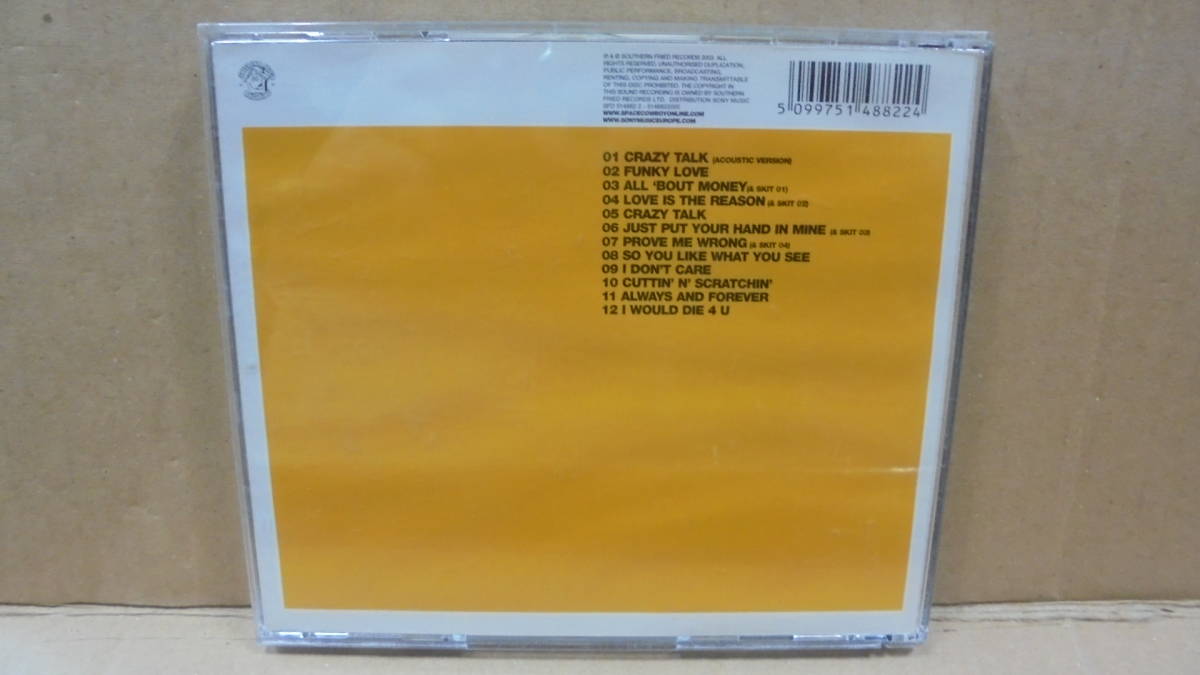 ℗ & © SOUTHERN FRIED RECORDS 2003. ALL
RIGHTS RESERVED. UNAUTHORISED DUPLICATION,
PUBLIC PERFORMANCE, BROADCASTING,
RENTING, COPYING AND MAKING TRANSMITTABLE
OF THIS DISC PROHIBITED. THE COPYRIGHT IN
THIS SOUND RECORDING IS OWNED BY SOUTHERN
FRIED RECORDS LTD. DISTRIBUTION SONY MUSIC
WWW.SPACECOWBOYONLINE.COM
WWW.SONYMUSICEUROPE.COM
5 099751 488224
01 CRAZY TALK (ACOUSTIC VERSION)
02 FUNKY LOVE
03 ALL 'BOUT MONEY (& SKIT 01)
04 LOVE IS THE REASON (& SKIT 02)
05 CRAZY TALK
06 JUST PUT YOUR HAND IN MINE (& SKIT 03)
07 PROVE ME WRONG (& SKIT 04)
08 SO YOU LIKE WHAT YOU SEE
09 I DON'T CARE
10 CUTTIN' N' SCRATCHIN'
11 ALWAYS AND FOREVER
12 I WOULD DIE 4 U